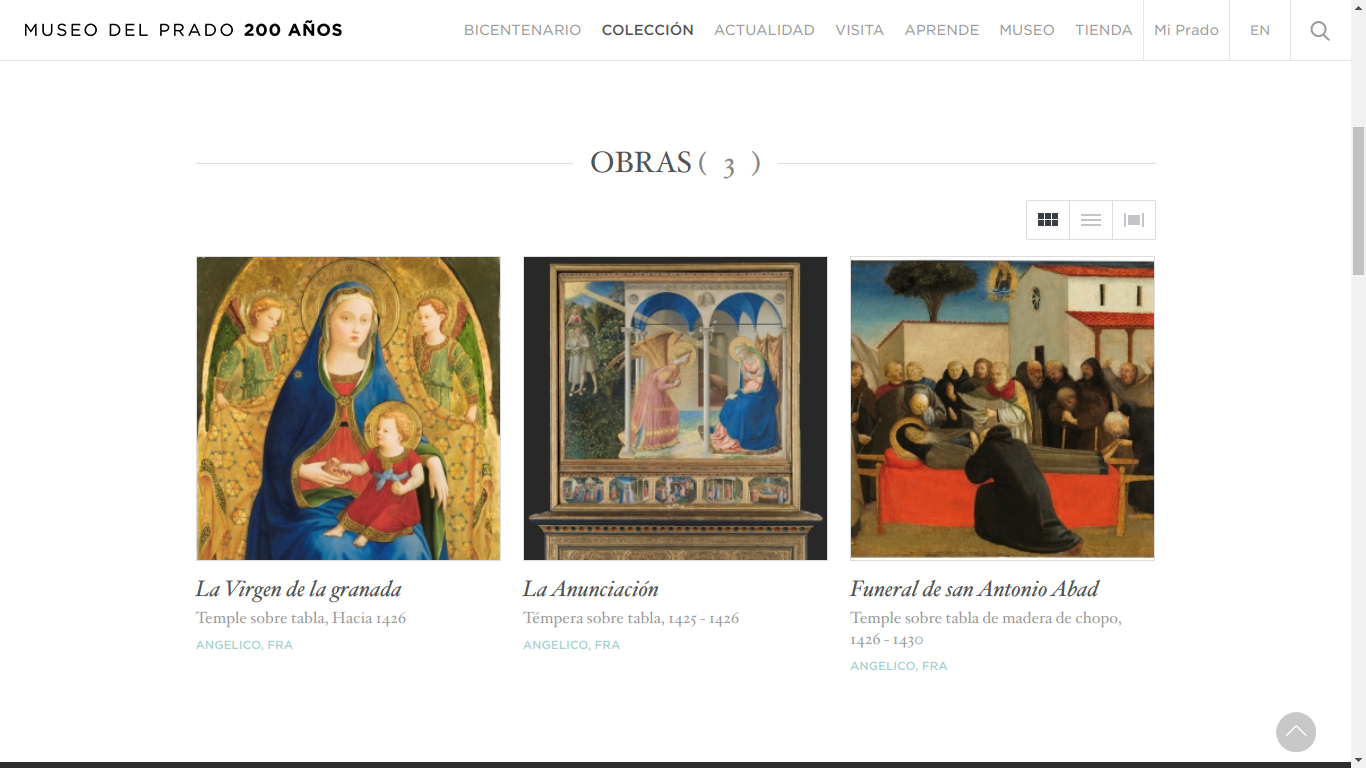 MUSEO DEL PRADO 200 AÑOS
BICENTENARIO COLECCIÓN ACTUALIDAD VISITA APRENDE MUSEO TIENDA Mi Prado EN
OBRAS ( 3 )
La Virgen de la granada
Temple sobre tabla, Hacia 1426
ANGELICO, FRA
La Anunciación
Témpera sobre tabla, 1425 - 1426
ANGELICO, FRA
Funeral de san Antonio Abad
Temple sobre tabla de madera de chopo,
1426 - 1430
ANGELICO, FRA